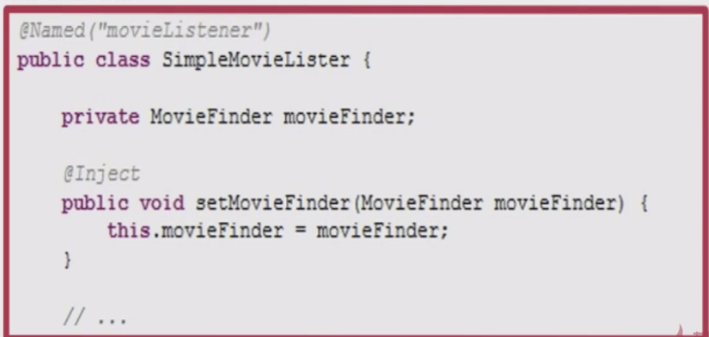 @Named("movieListener")
public class SimpleMovieLister {
private MovieFinder movieFinder;
@Inject
public void setMovieFinder(MovieFinder movieFinder) {
this.movieFinder = movieFinder;
}
// ...